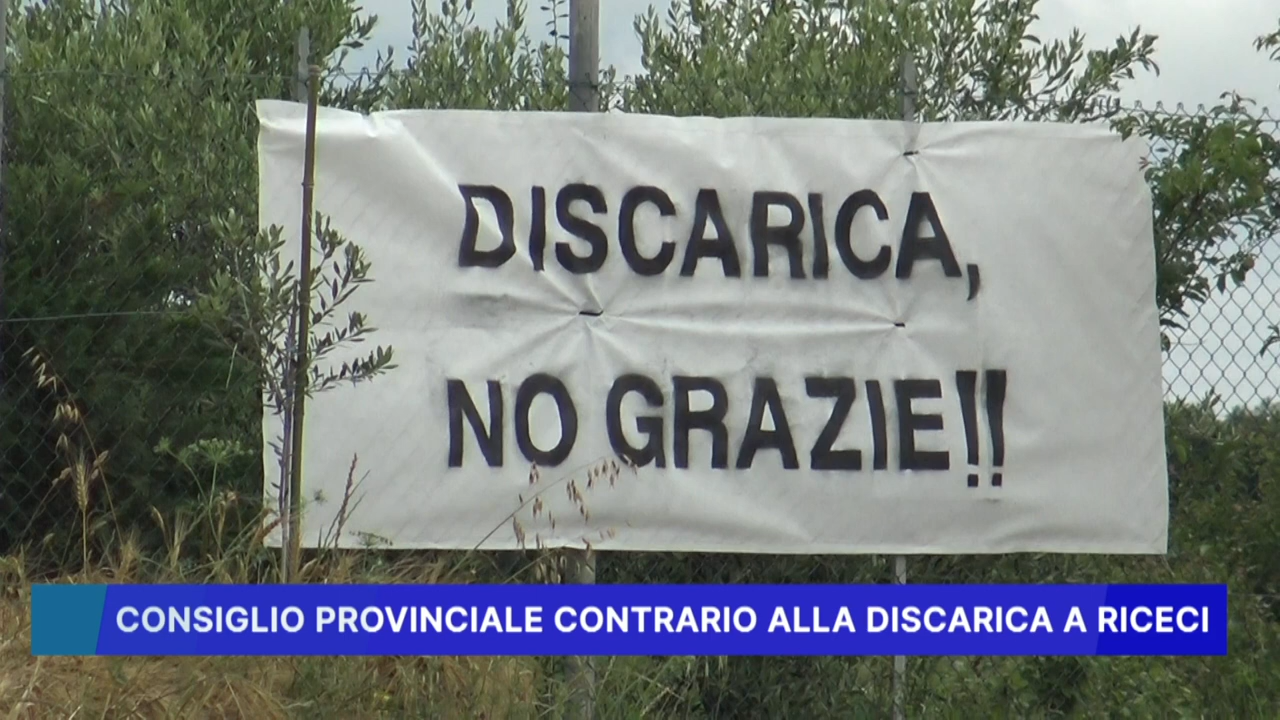 DISCARICA,
NO GRAZIE!!
CONSIGLIO PROVINCIALE CONTRARIO ALLA DISCARICA A RICECI